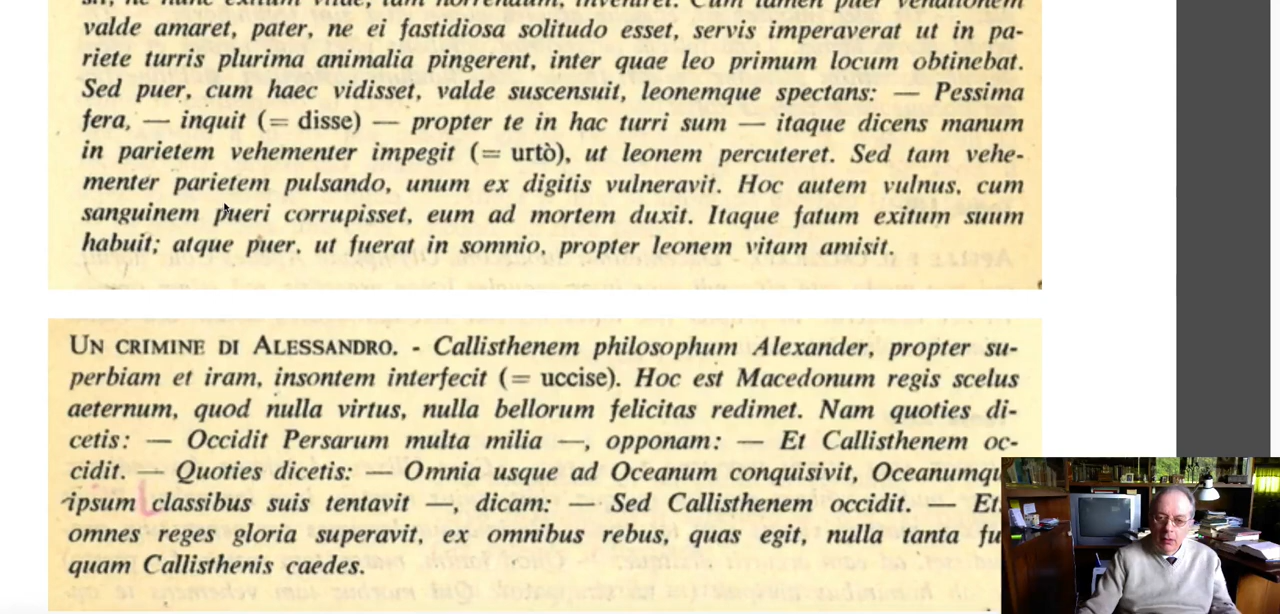 valde amaret, pater, ne ei fastidiosa solitudo esset, servis imperaverat ut in pa-
riete turris plurima animalia pingerent, inter quae leo primum locum obtinebat.
Sed puer, cum haec vidisset, valde suscensuit, leonemque spectans: — Pessima
fera, — inquit (= disse) — propter te in hac turri sum — itaque dicens manum
in parietem vehementer impegit (= urtò), ut leonem percuteret. Sed tam vehe-
menter parietem pulsando, unum ex digitis vulneravit. Hoc autem vulnus, cum
sanguinem pueri corrupisset, eum ad mortem duxit. Itaque fatum exitum suum
habuit; atque puer, ut fuerat in somnio, propter leonem vitam amisit.
UN CRIMINE DI ALESSANDRO. - Callisthenem philosophum Alexander, propter su-
perbiam et iram, insontem interfecit (= uccise). Hoc est Macedonum regis scelus
aeternum, quod nulla virtus, nulla bellorum felicitas redimet. Nam quoties di-
cetis: — Occidit Persarum multa milia —, opponam: — Et Callisthenem oc-
cidit. — Quoties dicetis: — Omnia usque ad Oceanum conquisivit, Oceanumqu
ipsum classibus suis tentavit —, dicam: — Sed Callisthenem occidit. — Et
omnes reges gloria superavit, ex omnibus rebus, quas egit, nulla tanta fu
quam Callisthenis caedes.